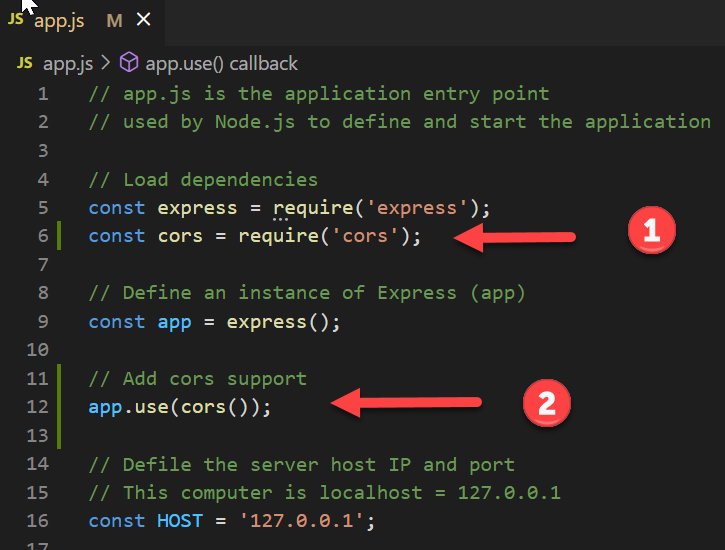 JS app.js M X
JS app.js > app.use() callback
1 // app.js is the application entry point
2 // used by Node.js to define and start the application
3
4 // Load dependencies
5 const express = require('express');
6 const cors = require('cors'); 1
7
8 // Define an instance of Express (app)
9 const app = express();
10
11 // Add cors support
12 app.use(cors()); 2
13
14 // Defile the server host IP and port
15 // This computer is localhost = 127.0.0.1
16 const HOST = '127.0.0.1';
17